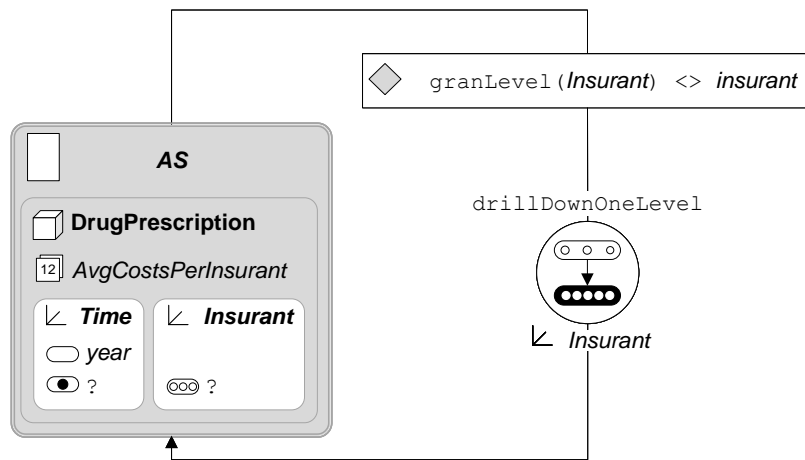 granLevel(Insurant) <> insurant
AS
drillDownOneLevel
DrugPrescription
12 AvgCostsPerInsurant
Time
Insurant
year
?
?
Insurant